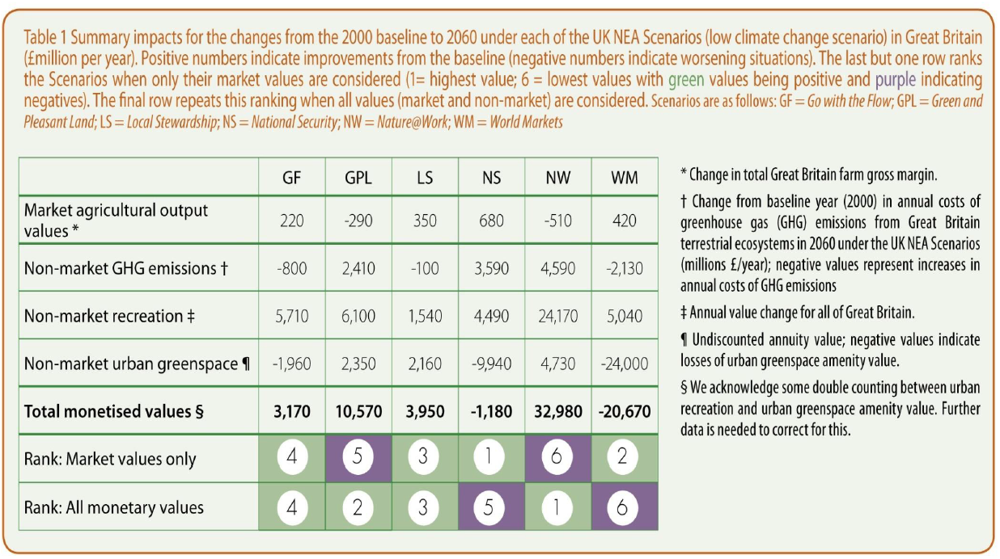 Table 1 Summary impacts for the changes from the 2000 baseline to 2060 under each of the UK NEA Scenarios (low climate change scenario) in Great Britain
(£million per year). Positive numbers indicate improvements from the baseline (negative numbers indicate worsening situations). The last but one row ranks
the Scenarios when only their market values are considered (1= highest value; 6 = lowest values with green values being positive and purple indicating
negatives). The final row repeats this ranking when all values (market and non-market) are considered. Scenarios are as follows: GF = Go with the Flow; GPL = Green and
Pleasant Land; LS = Local Stewardship; NS = National Security; NW = Nature@Work; WM = World Markets
GF GPL LS NS NW WM
Market agricultural output
values * 220 -290 350 680 -510 420
Non-market GHG emissions † -800 2,410 -100 3,590 4,590 -2,130
Non-market recreation ‡ 5,710 6,100 1,540 4,490 24,170 5,040
Non-market urban greenspace ¶ -1,960 2,350 2,160 -9,940 4,730 -24,000
Total monetised values § 3,170 10,570 3,950 -1,180 32,980 -20,670
Rank: Market values only 4 5 3 1 6 2
Rank: All monetary values 4 2 3 5 1 6
* Change in total Great Britain farm gross margin.
† Change from baseline year (2000) in annual costs of
greenhouse gas (GHG) emissions from Great Britain
terrestrial ecosystems in 2060 under the UK NEA Scenarios
(millions £/year); negative values represent increases in
annual costs of GHG emissions
‡ Annual value change for all of Great Britain.
¶ Undiscounted annuity value; negative values indicate
losses of urban greenspace amenity value.
§ We acknowledge some double counting between urban
recreation and urban greenspace amenity value. Further
data is needed to correct for this.